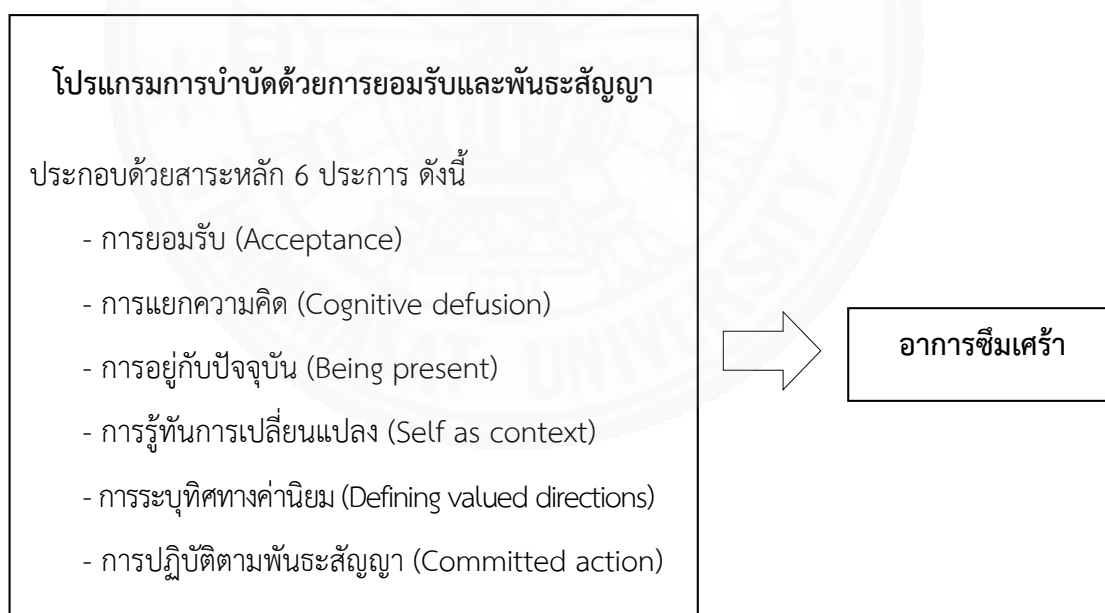 โปรแกรมการบำบัดด้วยการยอมรับและพันธะสัญญา
ประกอบด้วยสาระหลัก 6 ประการ ดังนี้
- การยอมรับ (Acceptance)
- การแยกความคิด (Cognitive defusion)
- การอยู่กับปัจจุบัน (Being present)
- การรู้ทันการเปลี่ยนแปลง (Self as context)
- การระบุทิศทางค่านิยม (Defining valued directions)
- การปฏิบัติตามพันธะสัญญา (Committed action)
อาการซึมเศร้า
UNIVERSITY